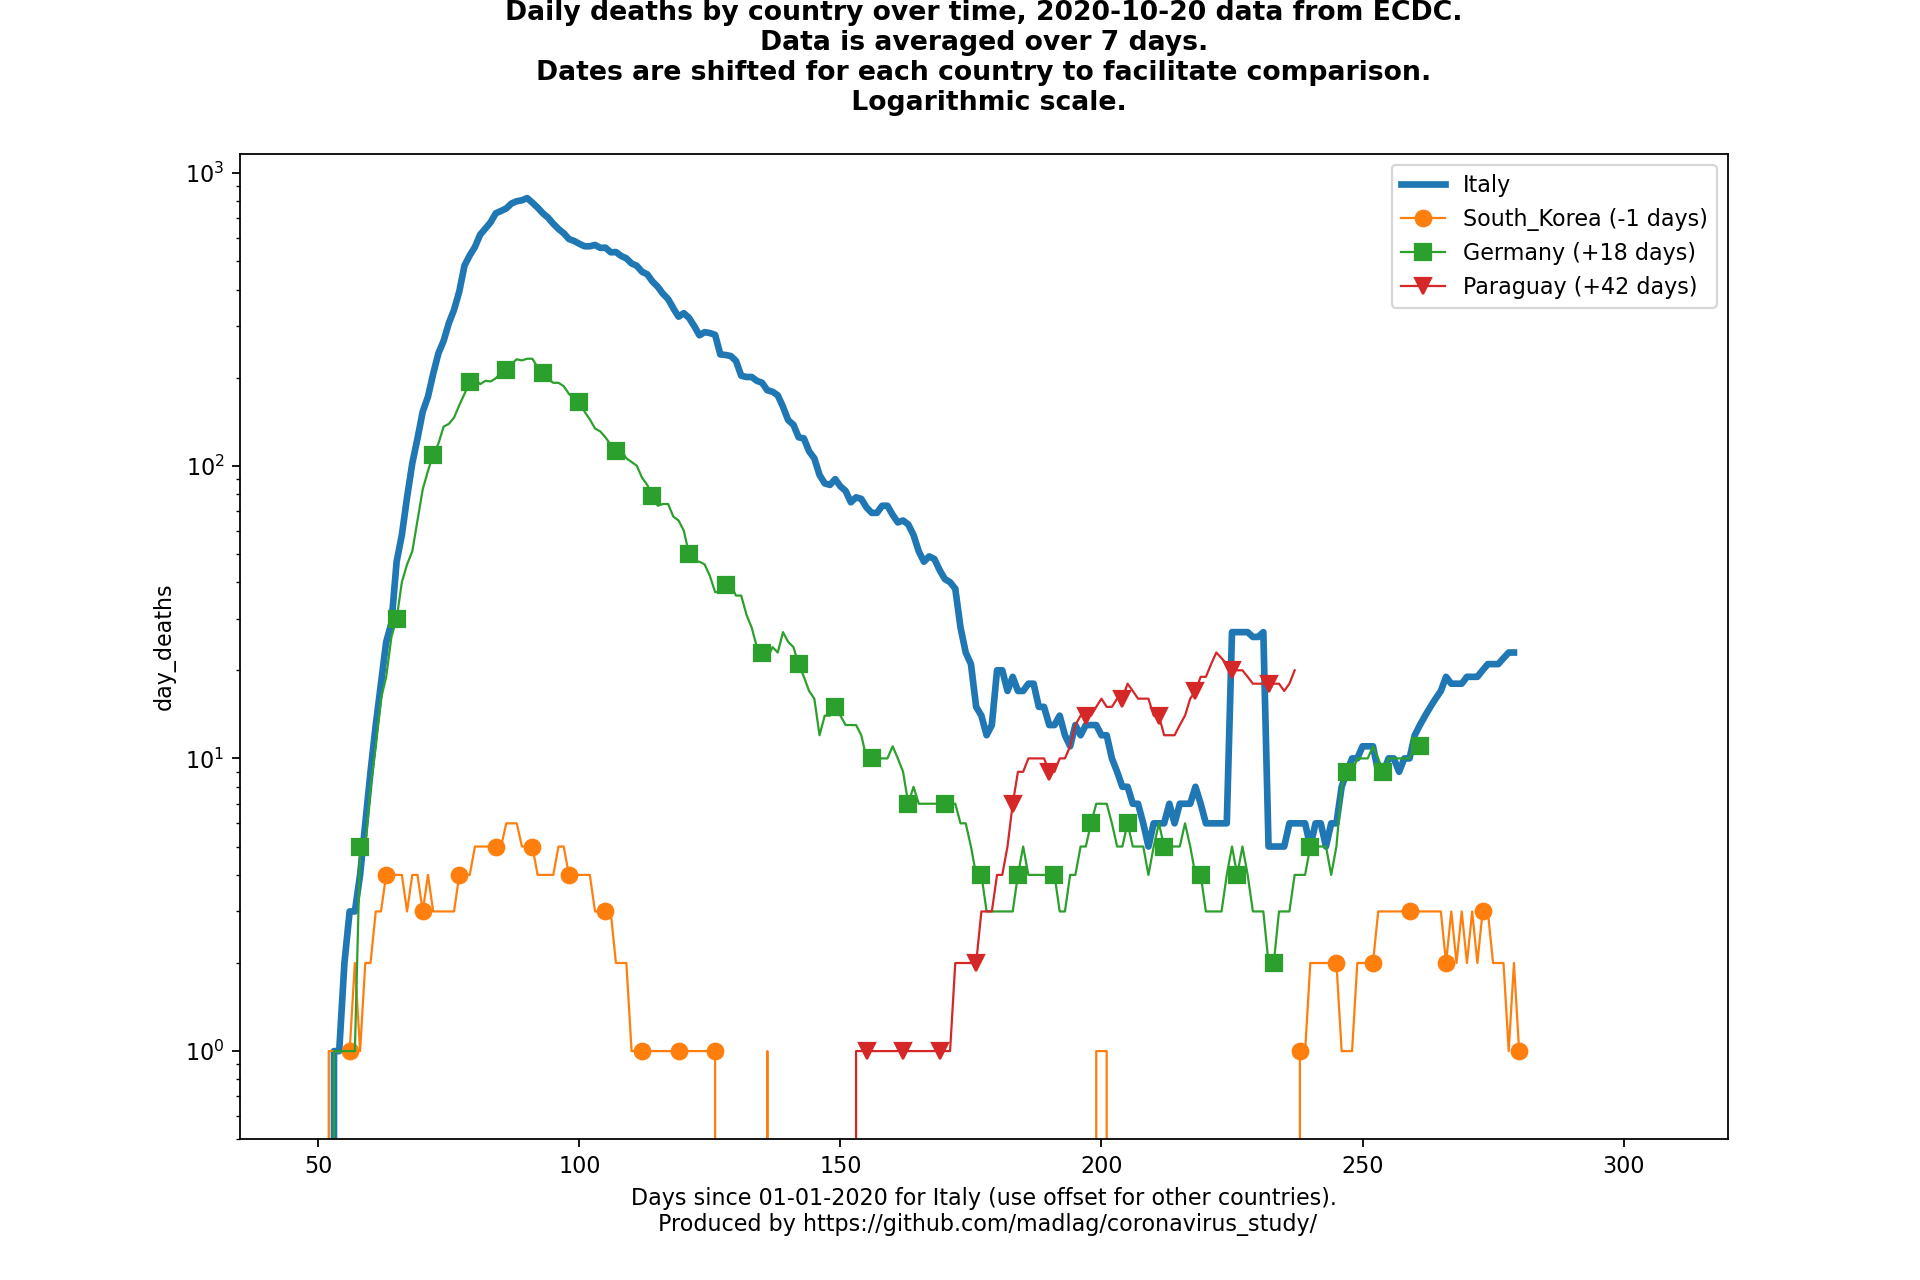 Daily deaths by country over time, 2020-10-20 data from ECDC.
Data is averaged over 7 days.
Dates are shifted for each country to facilitate comparison.
Logarithmic scale.
10³
10²
10¹
10⁰
day_deaths
Italy
South_Korea (-1 days)
Germany (+18 days)
Paraguay (+42 days)
50 100 150 200 250 300
Days since 01-01-2020 for Italy (use offset for other countries).
Produced by https://github.com/madlag/coronavirus_study/